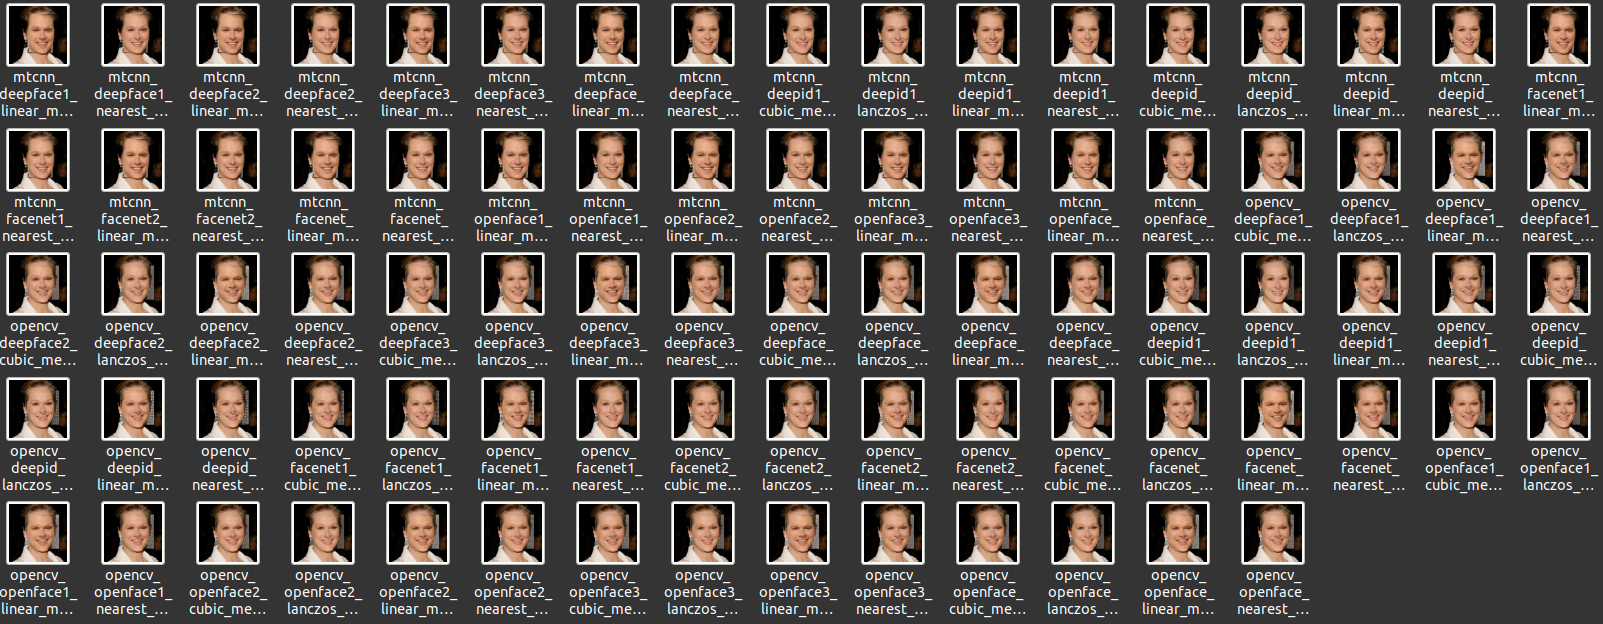 mtcnn_ mtcnn_ mtcnn_ mtcnn_ mtcnn_ mtcnn_ mtcnn_ mtcnn_ mtcnn_ mtcnn_ mtcnn_ mtcnn_ mtcnn_ mtcnn_ mtcnn_ mtcnn_ mtcnn_
deepface1_ deepface1_ deepface2_ deepface2_ deepface3_ deepface3_ deepface_ deepface_ deepid1_ deepid1_ deepid1_ deepid1_ deepid_ deepid_ deepid_ deepid_ facenet1_
linear_m... nearest_... linear_m... nearest_... linear_m... nearest_... linear_m... nearest_... cubic_me... lanczos_... linear_m... nearest_... cubic_me... lanczos_... linear_m... nearest_... linear_m...
mtcnn_ mtcnn_ mtcnn_ mtcnn_ mtcnn_ mtcnn_ mtcnn_ mtcnn_ mtcnn_ mtcnn_ mtcnn_ mtcnn_ mtcnn_ opencv_ opencv_ opencv_ opencv_
facenet1_ facenet2_ facenet2_ facenet_ facenet_ openface1_ openface1_ openface2_ openface2_ openface3_ openface3_ openface_ openface_ deepface1_ deepface1_ deepface1_ deepface1_
nearest_... linear_m... nearest_... linear_m... nearest_... linear_m... nearest_... linear_m... nearest_... linear_m... nearest_... linear_m... nearest_... cubic_me... lanczos_... linear_m... nearest_...
opencv_ opencv_ opencv_ opencv_ opencv_ opencv_ opencv_ opencv_ opencv_ opencv_ opencv_ opencv_ opencv_ opencv_ opencv_ opencv_ opencv_
deepface2_ deepface2_ deepface2_ deepface2_ deepface3_ deepface3_ deepface3_ deepface3_ deepface_ deepface_ deepface_ deepface_ deepid1_ deepid1_ deepid1_ deepid1_ deepid_
cubic_me... lanczos_... linear_m... nearest_... cubic_me... lanczos_... linear_m... nearest_... cubic_me... lanczos_... linear_m... nearest_... cubic_me... lanczos_... linear_m... nearest_... cubic_me...
opencv_ opencv_ opencv_ opencv_ opencv_ opencv_ opencv_ opencv_ opencv_ opencv_ opencv_ opencv_ opencv_ opencv_ opencv_ opencv_ opencv_
deepid_ deepid_ deepid_ facenet1_ facenet1_ facenet1_ facenet1_ facenet2_ facenet2_ facenet2_ facenet2_ facenet_ facenet_ facenet_ facenet_ openface1_ openface1_
lanczos_... linear_m... nearest_... cubic_me... lanczos_... linear_m... nearest_... cubic_me... lanczos_... linear_m... nearest_... cubic_me... lanczos_... linear_m... nearest_... cubic_me... lanczos_...
opencv_ opencv_ opencv_ opencv_ opencv_ opencv_ opencv_ opencv_ opencv_ opencv_ opencv_ opencv_ opencv_ opencv_
openface1_ openface1_ openface2_ openface2_ openface2_ openface2_ openface3_ openface3_ openface3_ openface3_ openface_ openface_ openface_ openface_
linear_m... nearest_... cubic_me... lanczos_... linear_m... nearest_... cubic_me... lanczos_... linear_m... nearest_... cubic_me... lanczos_... linear_m... nearest_...